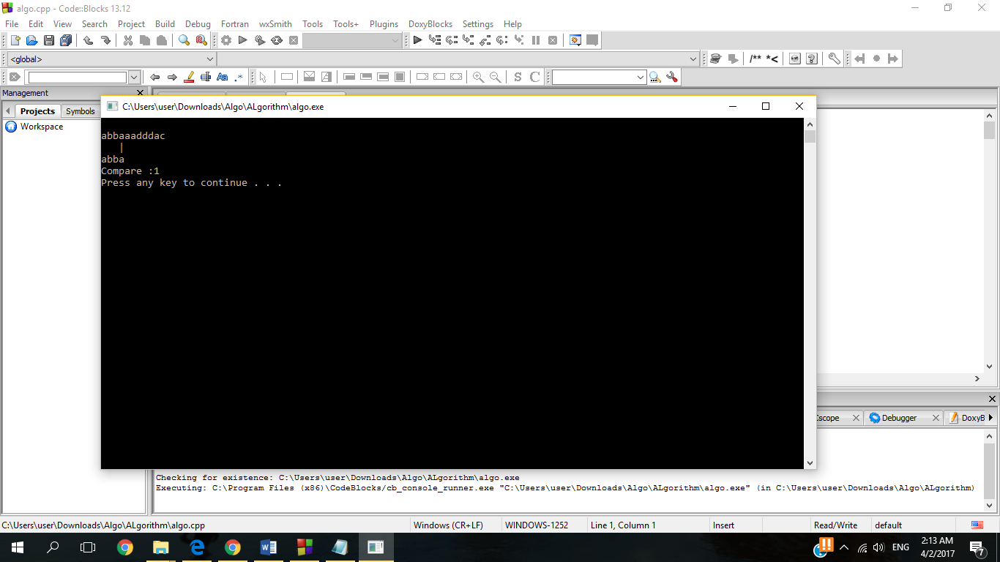 algo.cpp - Code::Blocks 13.12
File Edit View Search Project Build Debug Fortran wxSmith Tools Tools+ Plugins DoxyBlocks Settings Help
<global>
/** *<
Aa .*
S C
Management
Projects Symbols
Workspace
C:\Users\user\Downloads\Algo\ALgorithm\algo.exe
abbaaadddac
|
abba
Compare :1
Press any key to continue . . .
Cscope Debugger DoxyB
Checking for existence: C:\Users\user\Downloads\Algo\ALgorithm\algo.exe
Executing: C:\Program Files (x86)\CodeBlocks/cb_console_runner.exe "C:\Users\user\Downloads\Algo\ALgorithm\algo.exe" (in C:\Users\user\Downloads\Algo\ALgorithm)
C:\Users\user\Downloads\Algo\ALgorithm\algo.cpp Windows (CR+LF) WINDOWS-1252 Line 1, Column 1 Insert Read/Write default
ENG
2:13 AM
4/2/2017
7